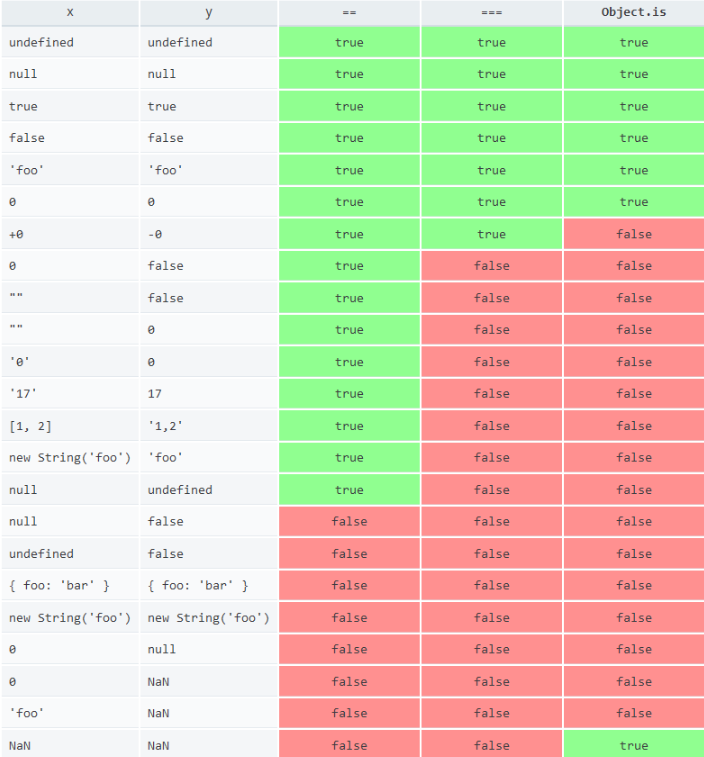 x y == === Object.is
undefined undefined true true true
null null true true true
true true true true true
false false true true true
'foo' 'foo' true true true
0 0 true true true
+0 -0 true true false
0 false true false false
"" false true false false
"" 0 true false false
'0' 0 true false false
'17' 17 true false false
[1, 2] '1,2' true false false
new String('foo') 'foo' true false false
null undefined true false false
null false false false false
undefined false false false false
{ foo: 'bar' } { foo: 'bar' } false false false
new String('foo') new String('foo') false false false
0 null false false false
0 NaN false false false
'foo' NaN false false false
NaN NaN false false true